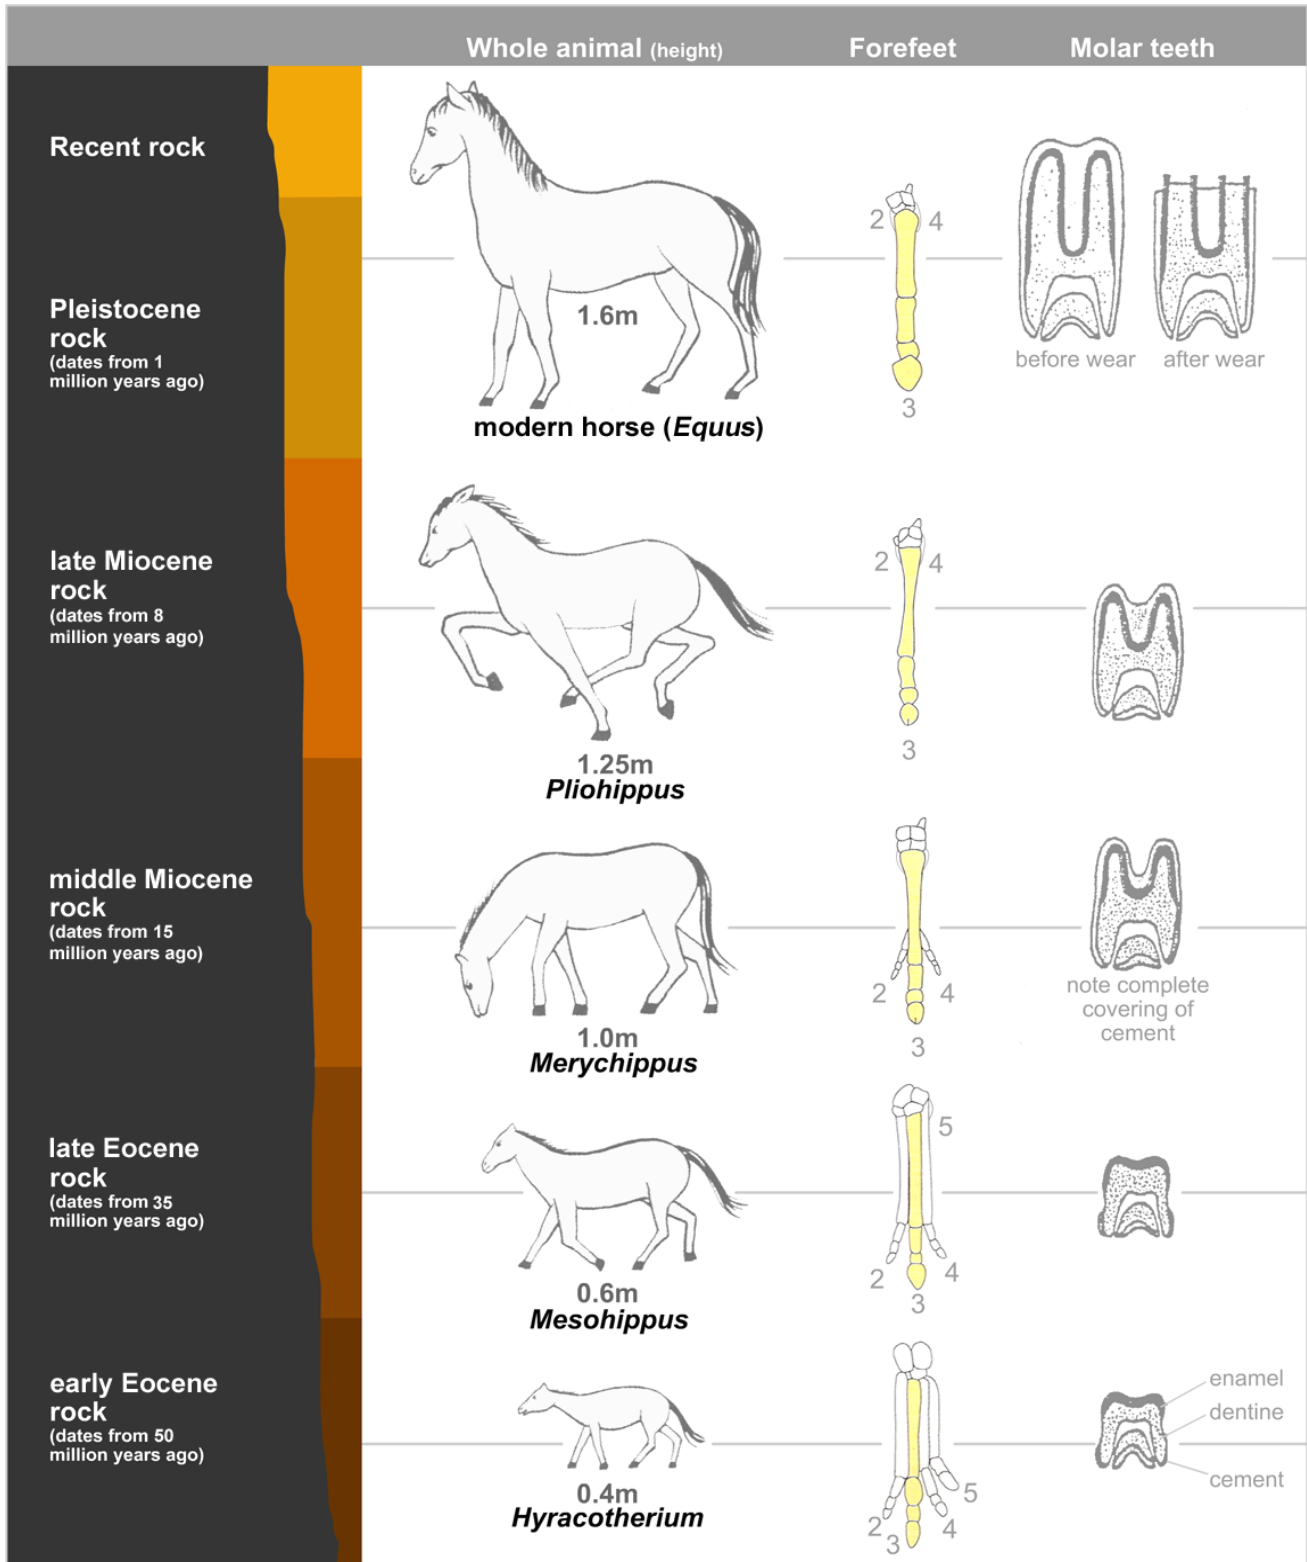 Whole animal (height) Forefeet Molar teeth
Recent rock
2 4
3
before wear after wear
1.6m
modern horse (Equus)
Pleistocene
rock
(dates from 1
million years ago)
late Miocene
rock
(dates from 8
million years ago)
2 4
3
1.25m
Pliohippus
middle Miocene
rock
(dates from 15
million years ago)
2 4
3
note complete
covering of
cement
1.0m
Merychippus
late Eocene
rock
(dates from 35
million years ago)
5
2 4
3
0.6m
Mesohippus
early Eocene
rock
(dates from 50
million years ago)
enamel
dentine
cement
5
2 4
3
0.4m
Hyracotherium